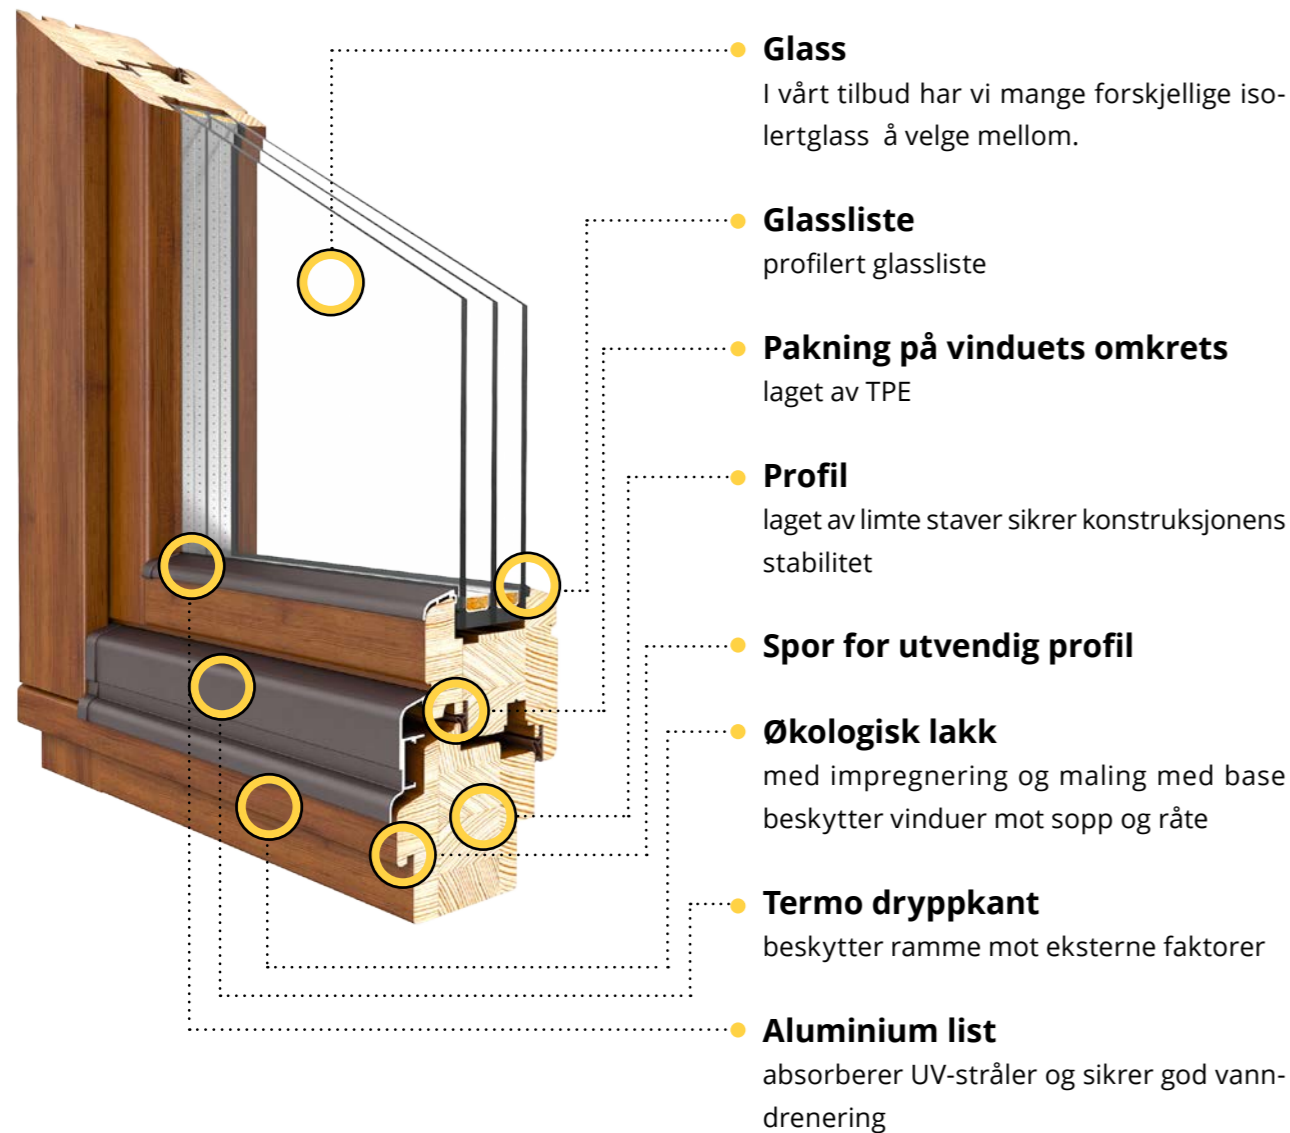 Glass
I vårt tilbud har vi mange forskjellige iso-
lertglass å velge mellom.
Glassliste
profilert glassliste
Pakning på vinduets omkrets
laget av TPE
Profil
laget av limte staver sikrer konstruksjonens
stabilitet
Spor for utvendig profil
Økologisk lakk
med impregnering og maling med base
beskytter vinduer mot sopp og råte
Termo dryppkant
beskytter ramme mot eksterne faktorer
Aluminium list
absorberer UV-stråler og sikrer god vann-
drenering